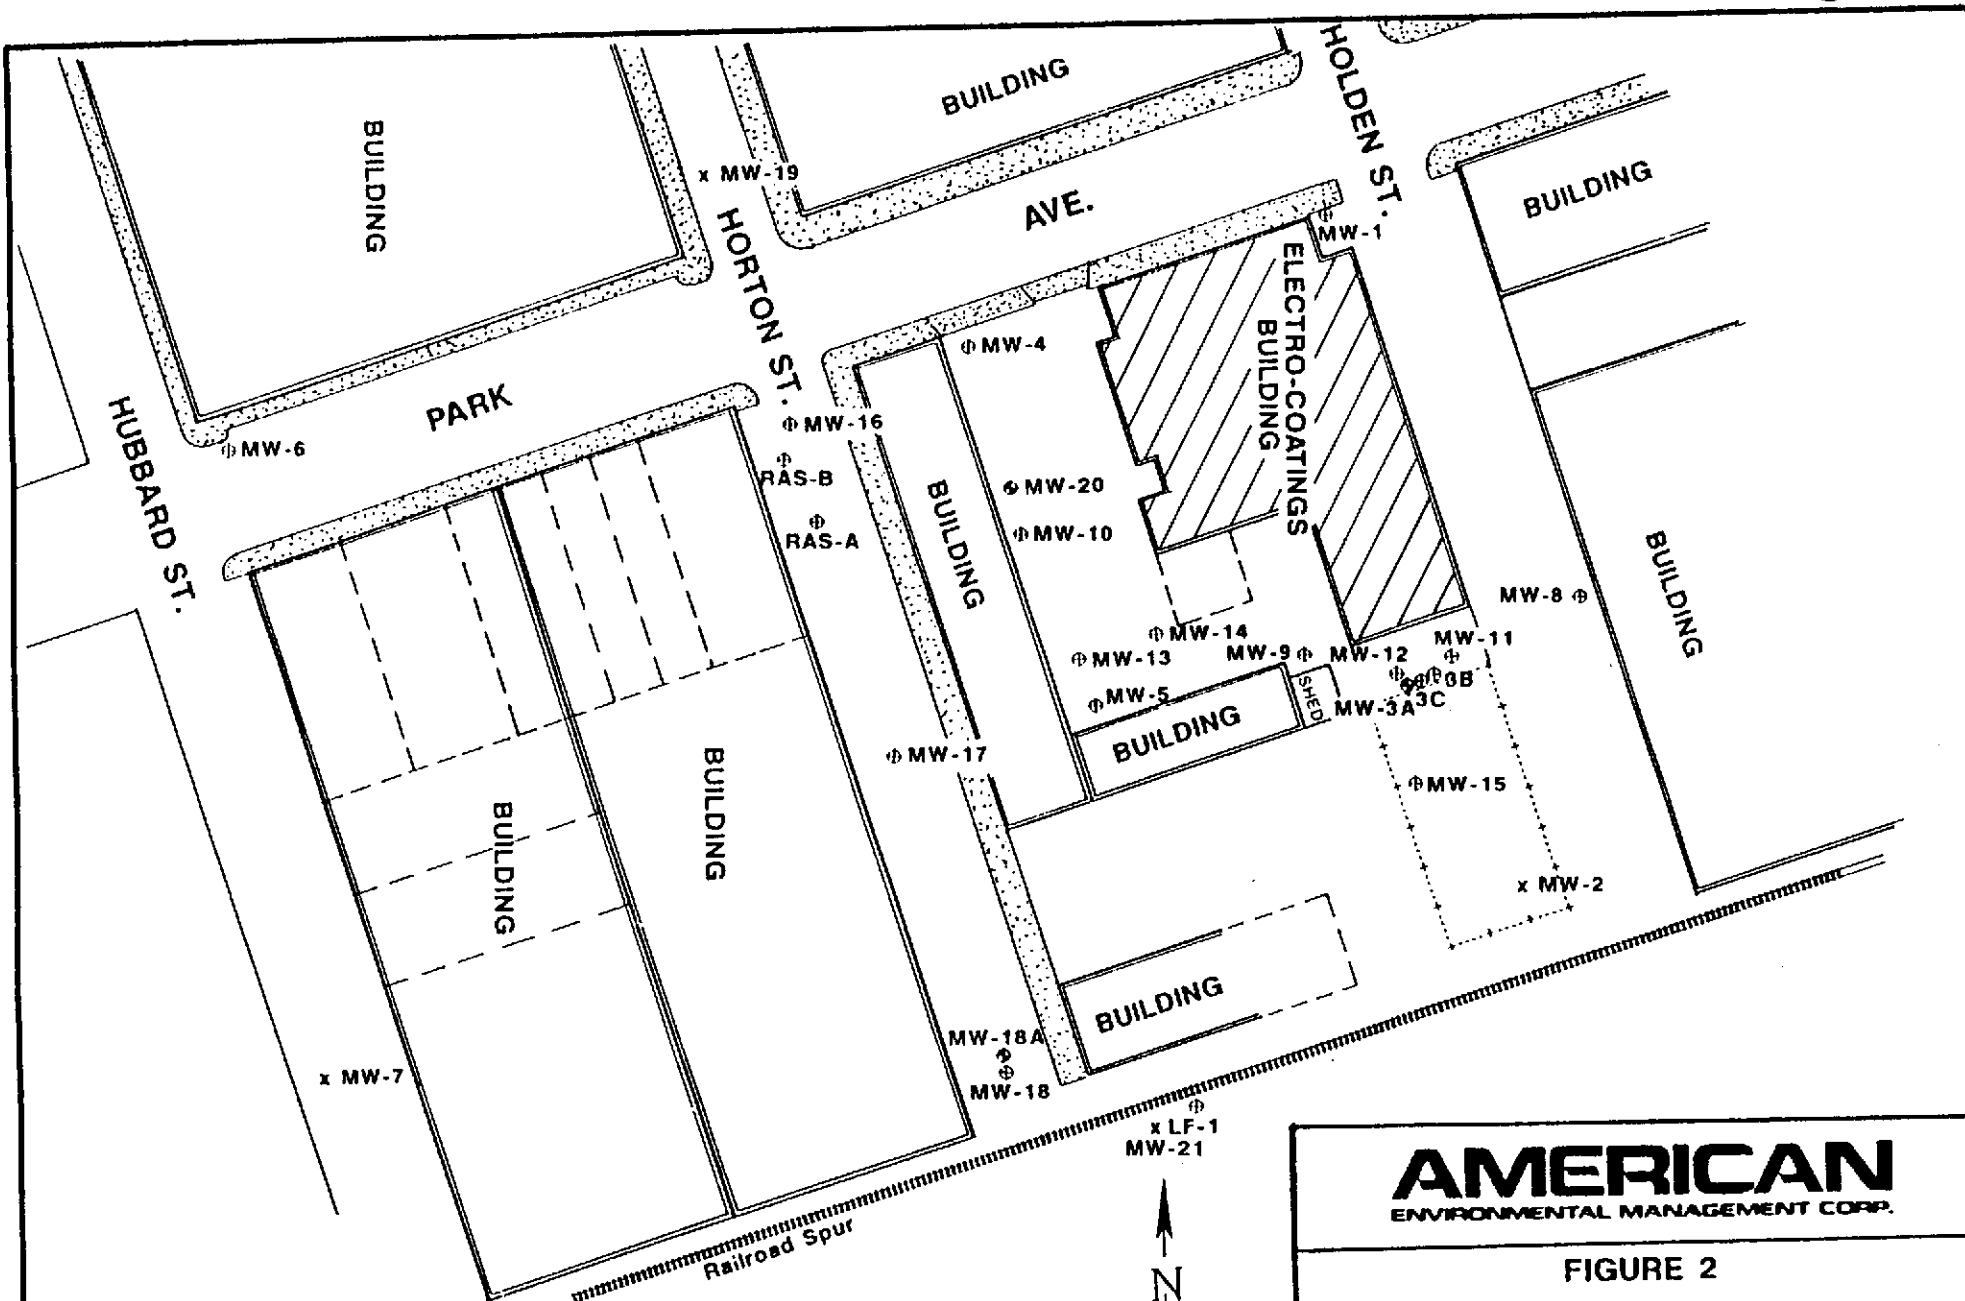 HOLDEN ST.
BUILDING
BUILDING
x MW-19
BUILDING
AVE.
MW-1
HORTON ST.
ELECTRO-COATINGS
BUILDING
MW-4
PARK
HUBBARD ST.
MW-6
MW-16
RAS-B
RAS-A
BUILDING
MW-20
MW-10
BUILDING
MW-8
MW-14
MW-13
MW-9
MW-12
MW-11
MW-5
SHED
3B
MW-3A
3C
BUILDING
MW-17
MW-15
BUILDING
BUILDING
x MW-2
BUILDING
MW-18A
MW-18
x MW-7
x LF-1
MW-21
Railroad Spur
N
AMERICAN
ENVIRONMENTAL MANAGEMENT CORP.
FIGURE 2